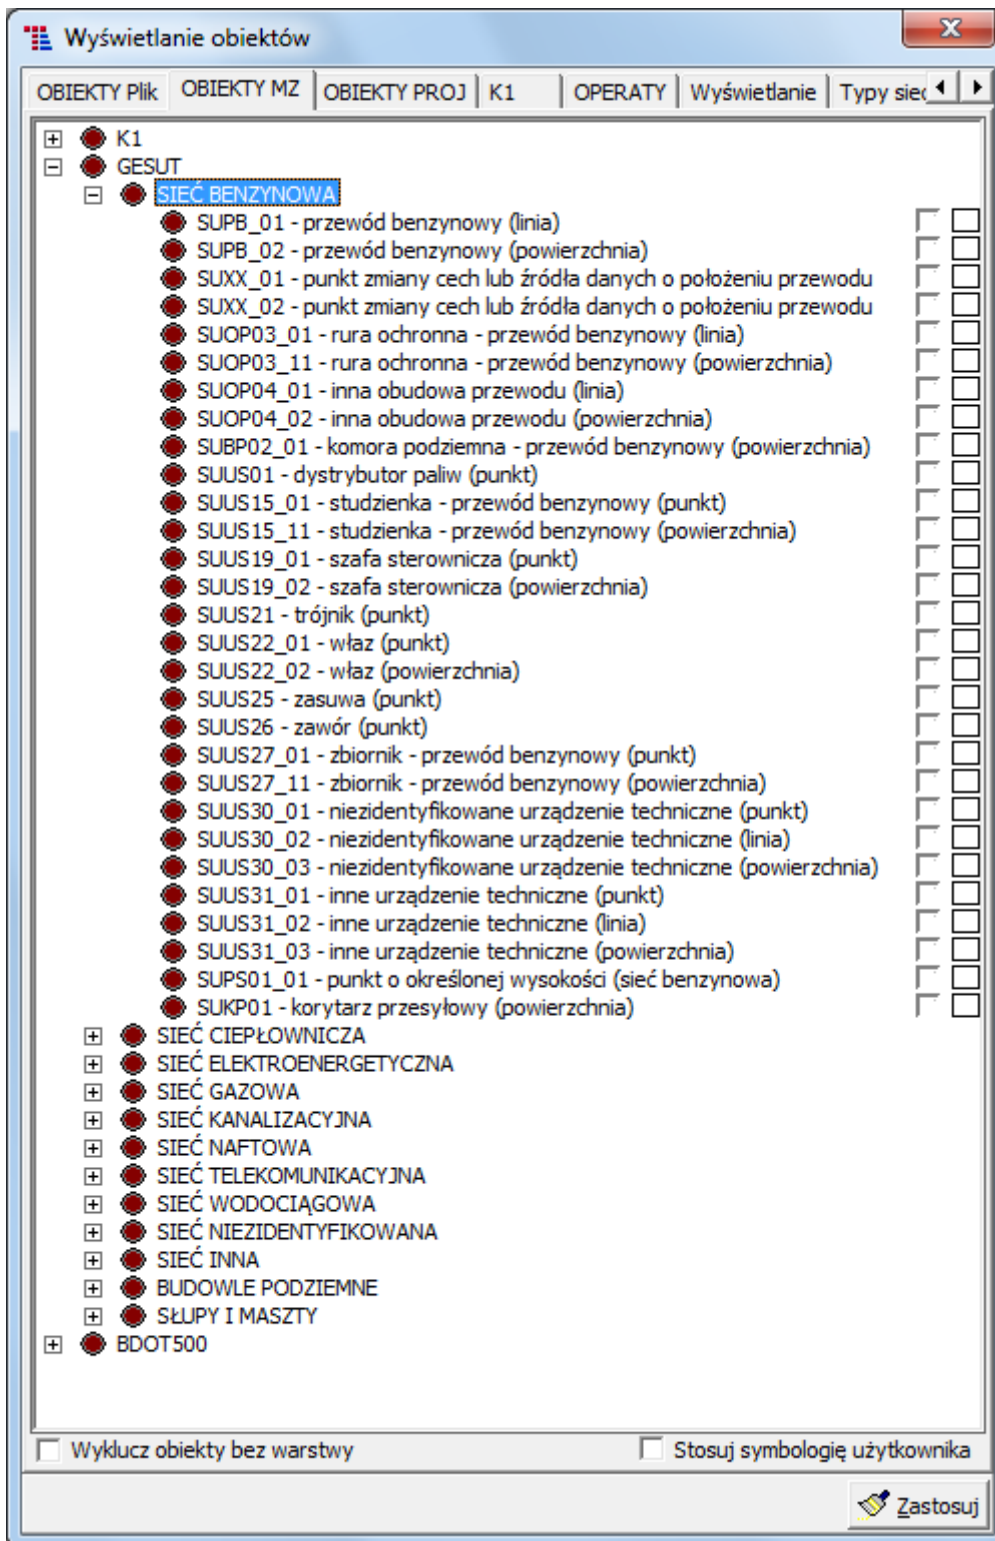 Wyświetlanie obiektów
OBIEKTY Plik OBIEKTY MZ OBIEKTY PROJ K1 OPERATY Wyświetlanie Typy siec
K1
GESUT
SIEĆ BENZYNOWA
SUPB_01 - przewód benzynowy (linia)
SUPB_02 - przewód benzynowy (powierzchnia)
SUXX_01 - punkt zmiany cech lub źródła danych o położeniu przewodu
SUXX_02 - punkt zmiany cech lub źródła danych o położeniu przewodu
SUOP03_01 - rura ochronna - przewód benzynowy (linia)
SUOP03_11 - rura ochronna - przewód benzynowy (powierzchnia)
SUOP04_01 - inna obudowa przewodu (linia)
SUOP04_02 - inna obudowa przewodu (powierzchnia)
SUBP02_01 - komora podziemna - przewód benzynowy (powierzchnia)
SUUS01 - dystrybutor paliw (punkt)
SUUS15_01 - studzienka - przewód benzynowy (punkt)
SUUS15_11 - studzienka - przewód benzynowy (powierzchnia)
SUUS19_01 - szafa sterownicza (punkt)
SUUS19_02 - szafa sterownicza (powierzchnia)
SUUS21 - trójnik (punkt)
SUUS22_01 - właz (punkt)
SUUS22_02 - właz (powierzchnia)
SUUS25 - zasuwa (punkt)
SUUS26 - zawór (punkt)
SUUS27_01 - zbiornik - przewód benzynowy (punkt)
SUUS27_11 - zbiornik - przewód benzynowy (powierzchnia)
SUUS30_01 - niezidentyfikowane urządzenie techniczne (punkt)
SUUS30_02 - niezidentyfikowane urządzenie techniczne (linia)
SUUS30_03 - niezidentyfikowane urządzenie techniczne (powierzchnia)
SUUS31_01 - inne urządzenie techniczne (punkt)
SUUS31_02 - inne urządzenie techniczne (linia)
SUUS31_03 - inne urządzenie techniczne (powierzchnia)
SUPS01_01 - punkt o określonej wysokości (sieć benzynowa)
SUKP01 - korytarz przesyłowy (powierzchnia)
SIEĆ CIEPŁOWNICZA
SIEĆ ELEKTROENERGETYCZNA
SIEĆ GAZOWA
SIEĆ KANALIZACYJNA
SIEĆ NAFTOWA
SIEĆ TELEKOMUNIKACYJNA
SIEĆ WODOCIĄGOWA
SIEĆ NIEZIDENTYFIKOWANA
SIEĆ INNA
BUDOWLE PODZIEMNE
SŁUPY I MASZTY
BDOT500
Wyklucz obiekty bez warstwy Stosuj symbologię użytkownika
Zastosuj